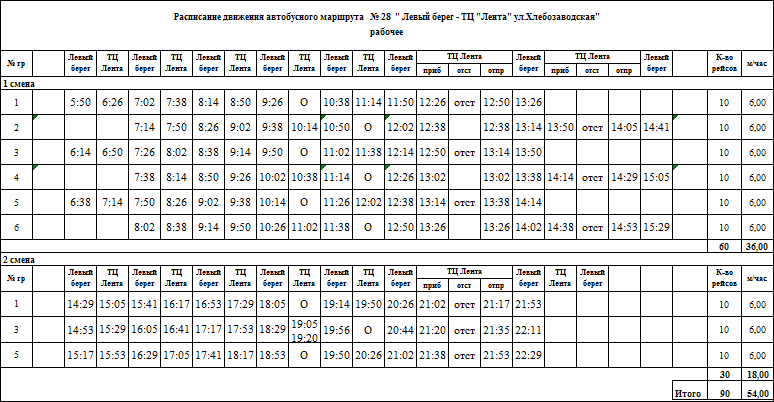 Расписание движения автобусного маршрута № 28 " Левый берег - ТЦ "Лента" ул.Хлебозаводская"
рабочее
№ гр Левый берег ТЦ Лента Левый берег ТЦ Лента Левый берег ТЦ Лента Левый берег ТЦ Лента Левый берег ТЦ Лента Левый берег ТЦ Лента Левый берег ТЦ Лента Левый берег К-во рейсов м/час
приб отст отпр приб отст отпр
1 смена
1 5:50 6:26 7:02 7:38 8:14 8:50 9:26 О 10:38 11:14 11:50 12:26 отст 12:50 13:26 10 6,00
2 7:14 7:50 8:26 9:02 9:38 10:14 10:50 О 12:02 12:38 12:38 13:14 13:50 отст 14:05 14:41 10 6,00
3 6:14 6:50 7:26 8:02 8:38 9:14 9:50 О 11:02 11:38 12:14 12:50 отст 13:14 13:50 10 6,00
4 7:38 8:14 8:50 9:26 10:02 10:38 11:14 О 12:26 13:02 13:02 13:38 14:14 отст 14:29 15:05 10 6,00
5 6:38 7:14 7:50 8:26 9:02 9:38 10:14 О 11:26 12:02 12:38 13:14 отст 13:38 14:14 10 6,00
6 8:02 8:38 9:14 9:50 10:26 11:02 11:38 О 12:50 13:26 13:26 14:02 14:38 отст 14:53 15:29 10 6,00
60 36,00
2 смена
№ гр Левый берег ТЦ Лента Левый берег ТЦ Лента Левый берег ТЦ Лента Левый берег ТЦ Лента Левый берег ТЦ Лента Левый берег ТЦ Лента Левый берег ТЦ Лента Левый берег К-во рейсов м/час
приб отст отпр
1 14:29 15:05 15:41 16:17 16:53 17:29 18:05 О 19:14 19:50 20:26 21:02 отст 21:17 21:53 10 6,00
3 14:53 15:29 16:05 16:41 17:17 17:53 18:29 19:05 19:20 19:56 О 20:44 21:20 отст 21:35 22:11 10 6,00
5 15:17 15:53 16:29 17:05 17:41 18:17 18:53 О 19:50 20:26 21:02 21:38 отст 21:53 22:29 10 6,00
30 18,00
Итого 90 54,00